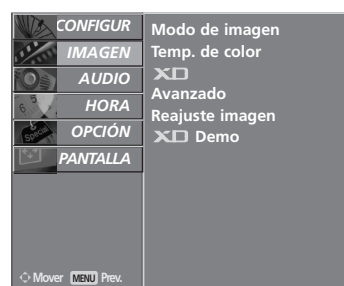 CONFIGUR
IMAGEN
AUDIO
HORA
OPCIÓN
PANTALLA
Modo de imagen
Temp. de color
XD
Avanzado
Reajuste imagen
XD Demo
Mover MENU Prev.